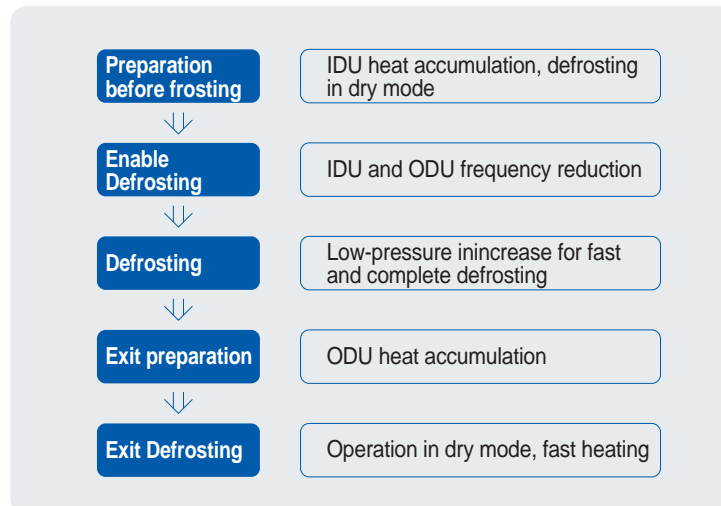 Preparation
before frosting
IDU heat accumulation, defrosting
in dry mode
Enable
Defrosting
IDU and ODU frequency reduction
Defrosting
Low-pressure inincrease for fast
and complete defrosting
Exit preparation
ODU heat accumulation
Exit Defrosting
Operation in dry mode, fast heating